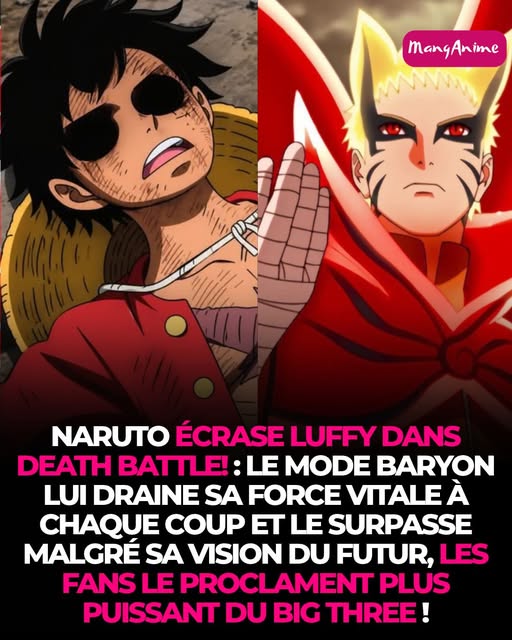 MangAnime
NARUTO ÉCRASE LUFFY DANS
DEATH BATTLE! : LE MODE BARYON
LUI DRAINE SA FORCE VITALE À
CHAQUE COUP ET LE SURPASSE
MALGRÉ SA VISION DU FUTUR, LES
FANS LE PROCLAMENT PLUS
PUISSANT DU BIG THREE !